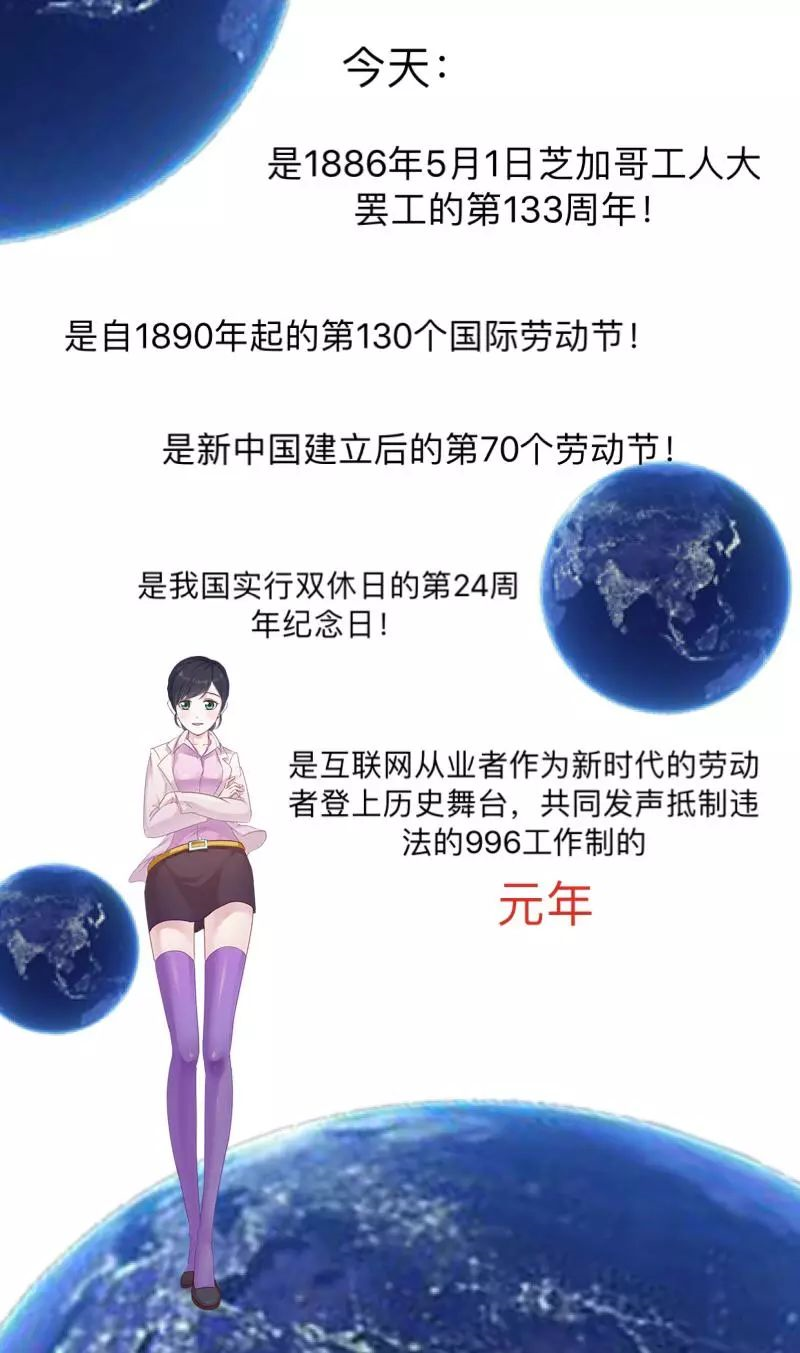 今天：
是1886年5月1日芝加哥工人大
罢工的第133周年！
是自1890年起的第130个国际劳动节！
是新中国建立后的第70个劳动节！
是我国实行双休日的第24周
年纪念日！
是互联网从业者作为新时代的劳动
者登上历史舞台，共同发声抵制违
法的996工作制的
元年